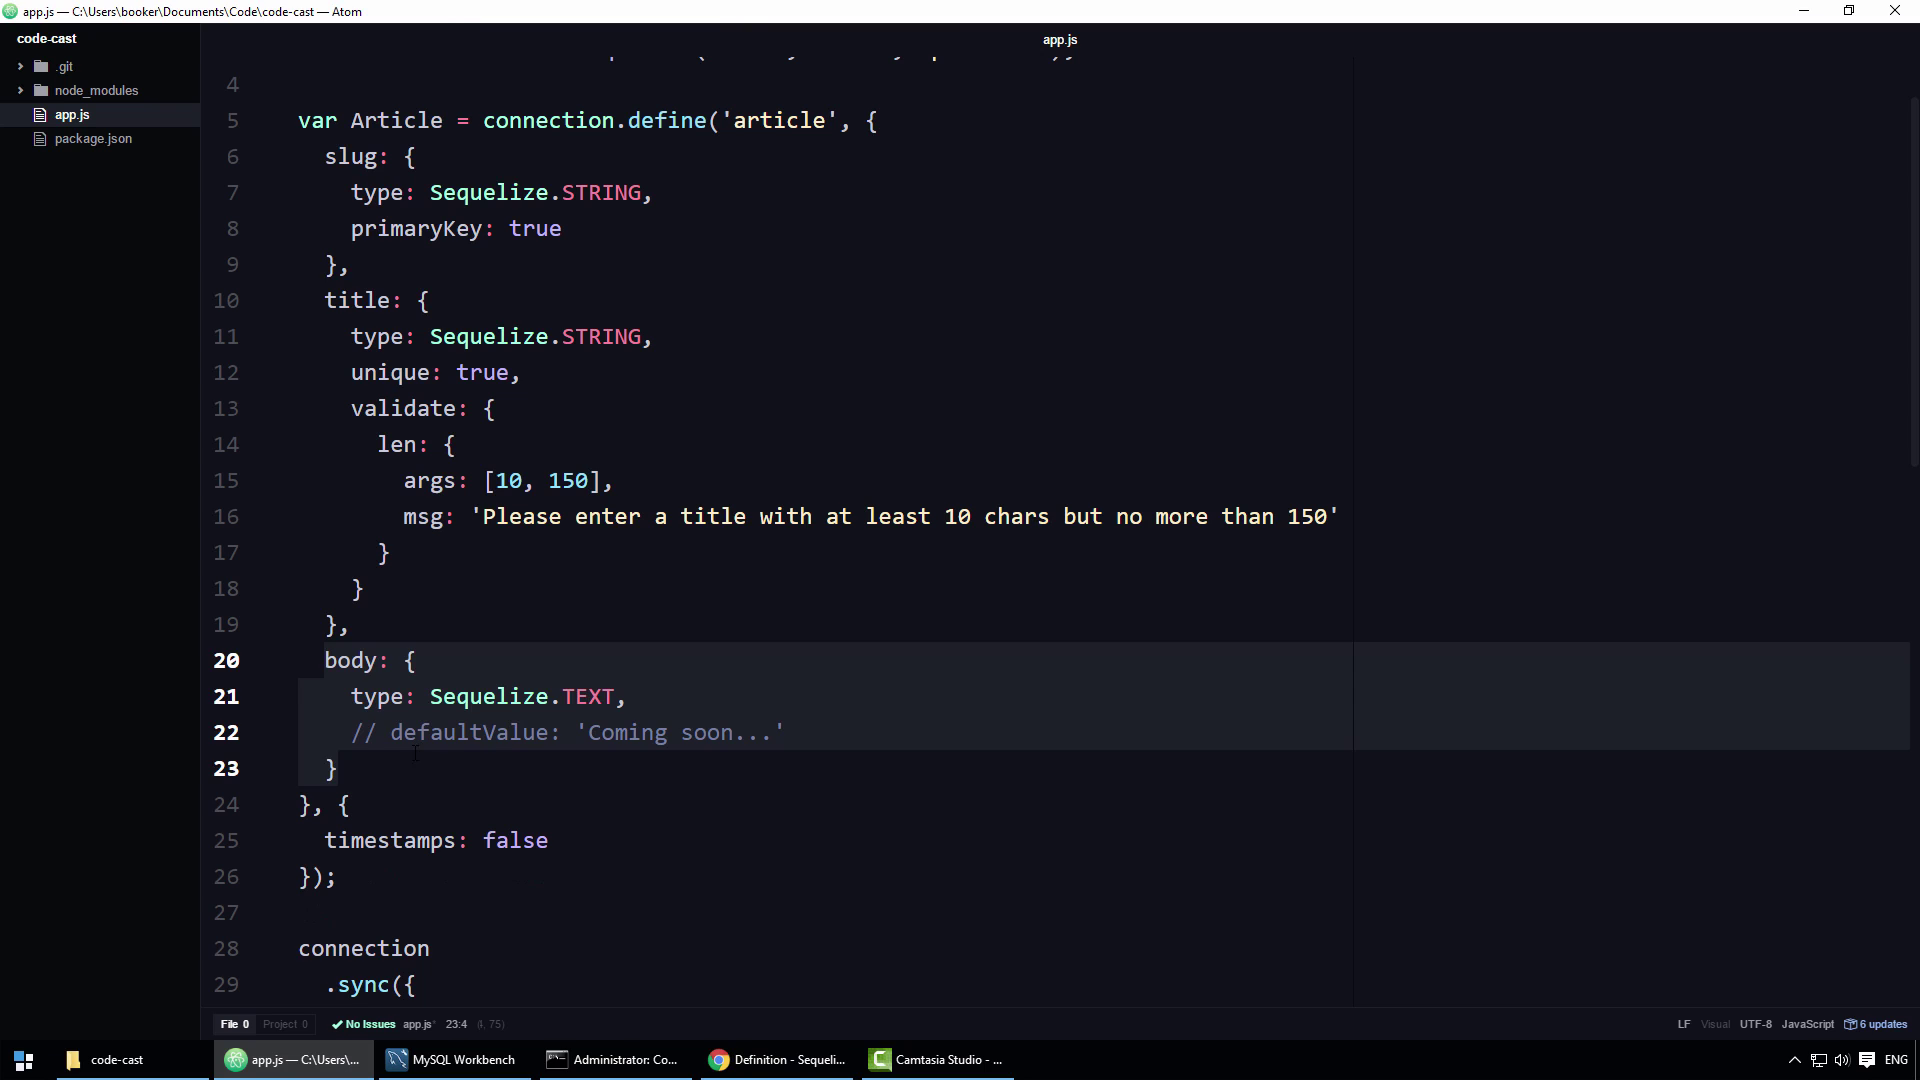 app.js — C:\Users\booker\Documents\Code\code-cast — Atom
code-cast
.git
node_modules
app.js
package.json
app.js
4
5 var Article = connection.define('article', {
6 slug: {
7 type: Sequelize.STRING,
8 primaryKey: true
9 },
10 title: {
11 type: Sequelize.STRING,
12 unique: true,
13 validate: {
14 len: {
15 args: [10, 150],
16 msg: 'Please enter a title with at least 10 chars but no more than 150'
17 }
18 }
19 },
20 body: {
21 type: Sequelize.TEXT,
22 // defaultValue: 'Coming soon...'
23 }
24 }, {
25 timestamps: false
26 });
27
28 connection
29 .sync({
File 0 Project 0 No Issues app.js* 23:4 (4, 75) LF Visual UTF-8 JavaScript 6 updates
code-cast app.js — C:\Users\... MySQL Workbench Administrator: Co... Definition - Sequeli... Camtasia Studio - ... ENG